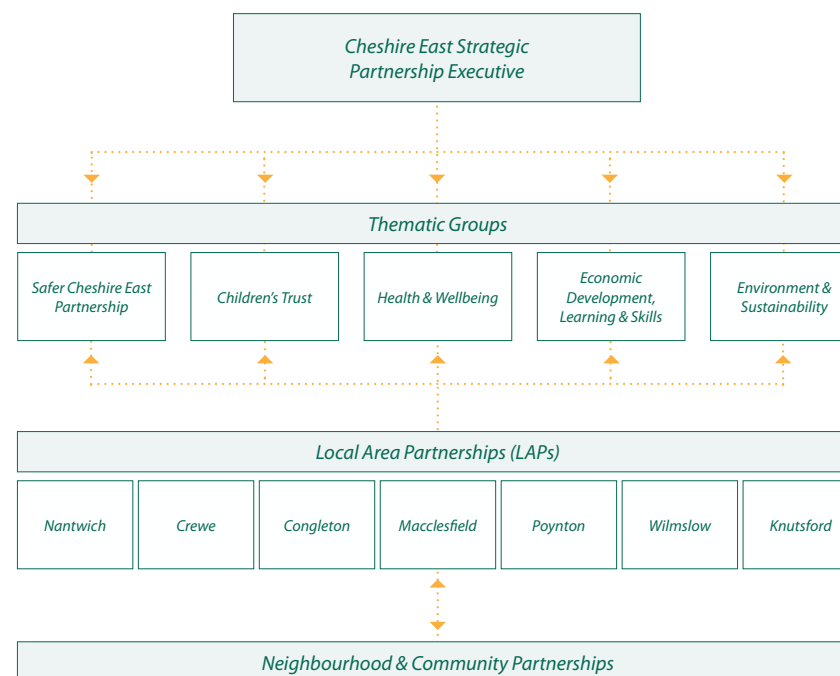 Cheshire East Strategic
Partnership Executive
Thematic Groups
Safer Cheshire East
Partnership
Children's Trust
Health & Wellbeing
Economic
Development,
Learning & Skills
Environment &
Sustainability
Local Area Partnerships (LAPs)
Nantwich
Crewe
Congleton
Macclesfield
Poynton
Wilmslow
Knutsford
Neighbourhood & Community Partnerships